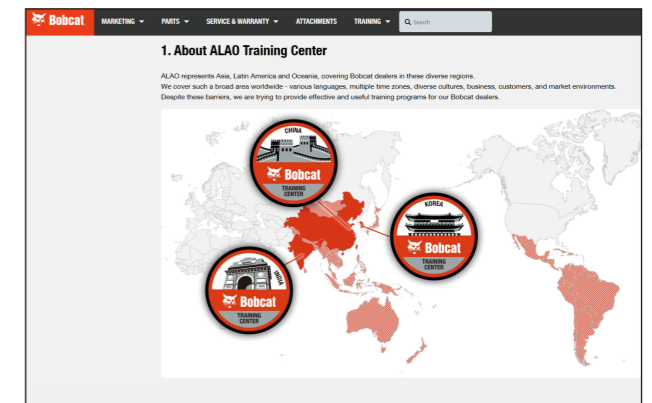 Bobcat MARKETING PARTS SERVICE & WARRANTY ATTACHMENTS TRAINING Search
1. About ALAO Training Center
ALAO represents Asia, Latin America and Oceania, covering Bobcat dealers in these diverse regions.
We cover such a broad area worldwide - various languages, multiple time zones, diverse cultures, business, customers, and market environments.
Despite these barriers, we are trying to provide effective and useful training programs for our Bobcat dealers.
CHINA
Bobcat
TRAINING
CENTER
KOREA
Bobcat
TRAINING
CENTER
INDIA
Bobcat
TRAINING
CENTER